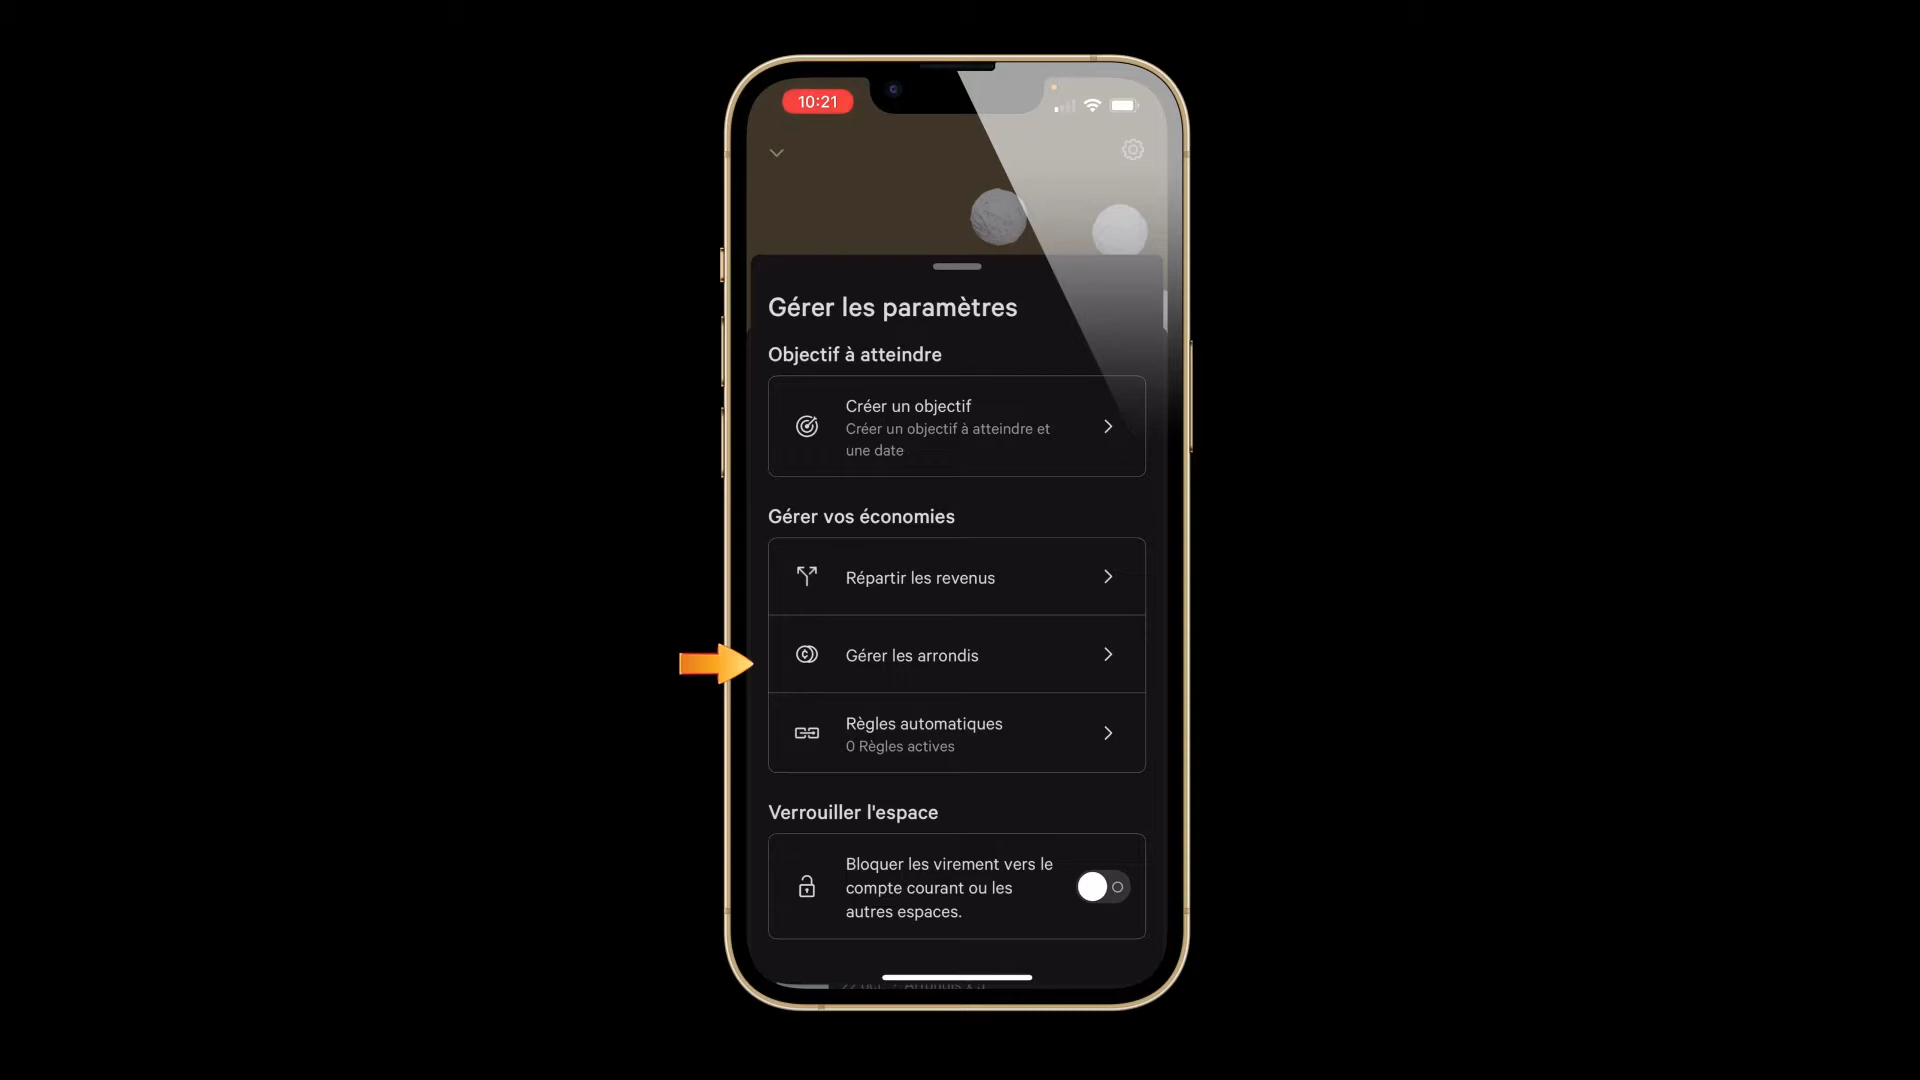 10:21
Gérer les paramètres
Objectif à atteindre
Créer un objectif
Créer un objectif à atteindre et
une date
Gérer vos économies
Répartir les revenus
Gérer les arrondis
Règles automatiques
0 Règles actives
Verrouiller l'espace
Bloquer les virement vers le
compte courant ou les
autres espaces.